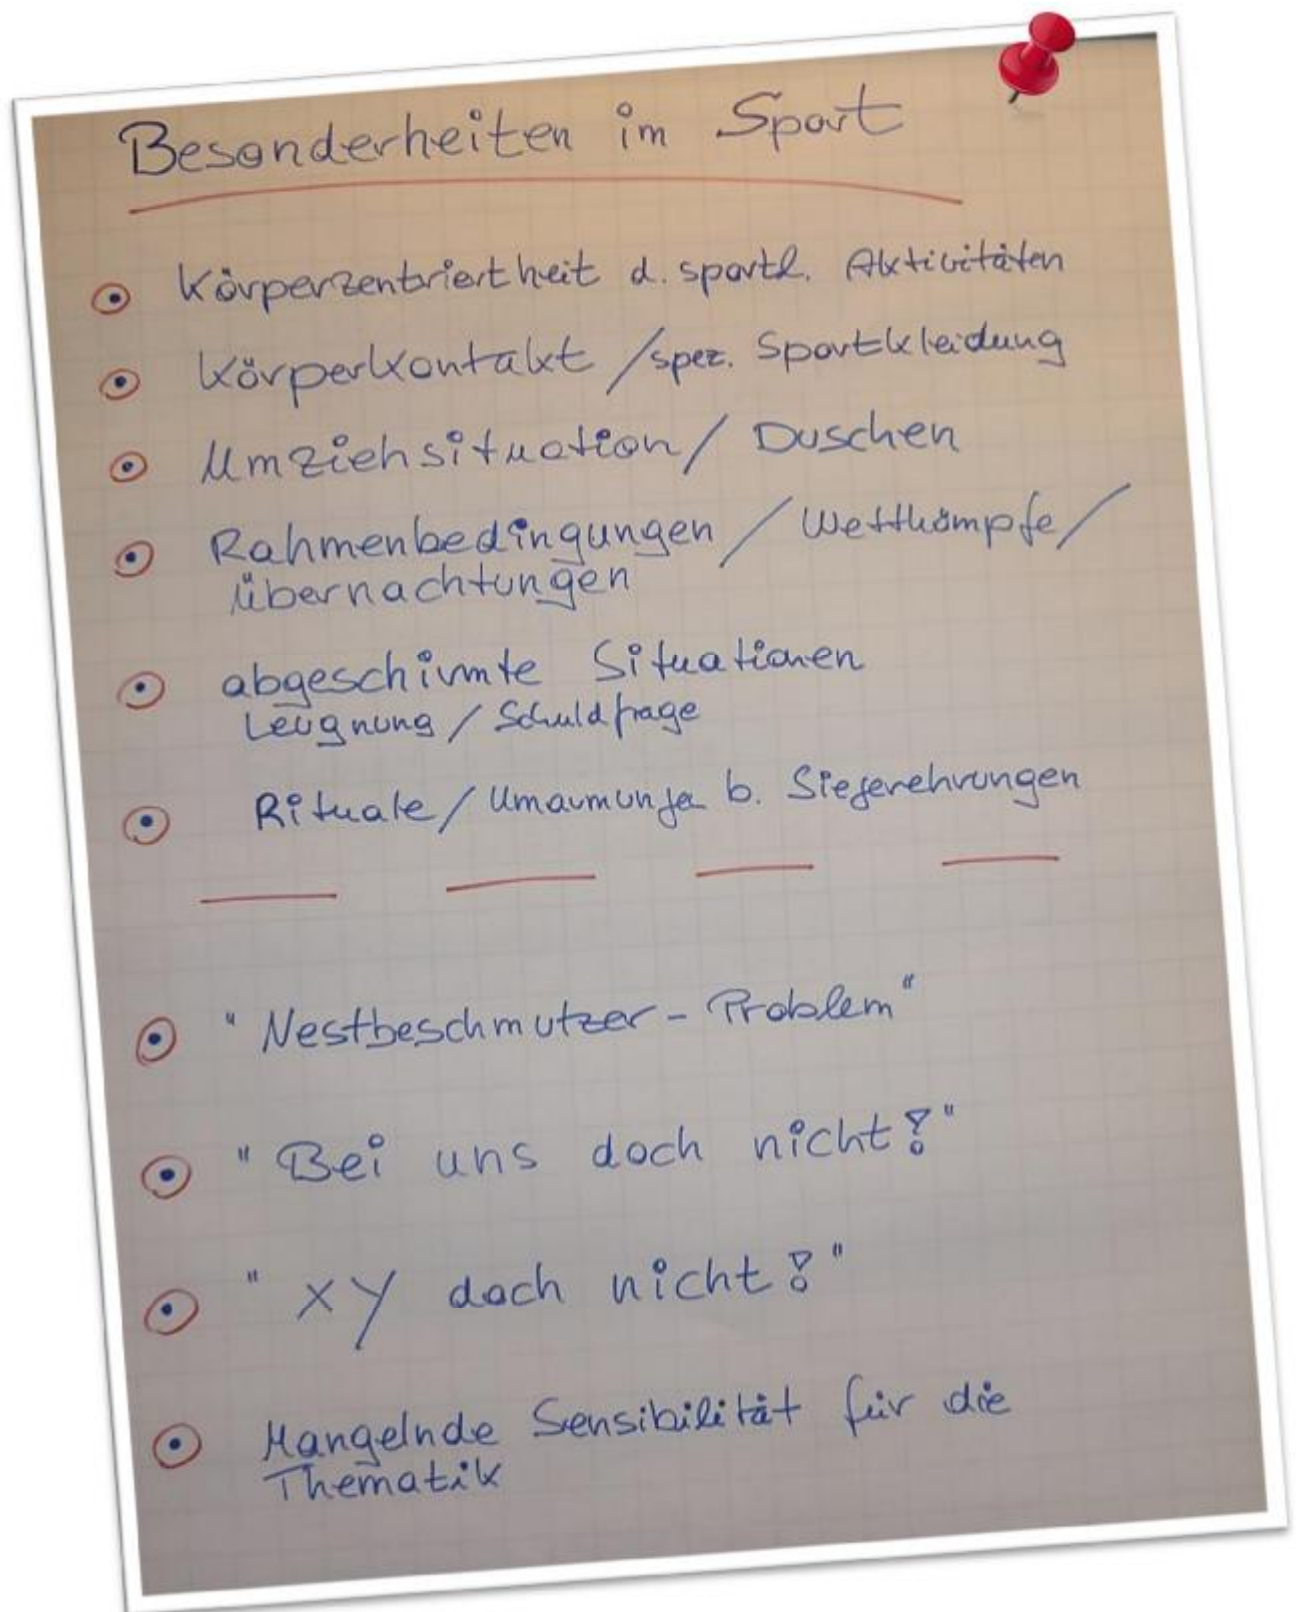 Besonderheiten im Sport
Körperzentriertheit d. sportl. Aktivitäten
Körperkontakt / spez. Sportkleidung
Umziehsituation / Duschen
Rahmenbedingungen / Wettkämpfe /
Übernachtungen
abgeschirmte Situationen
Leugnung / Schuldfrage
Rituale / Umarmungen b. Siegerehrungen
"Nestbeschmutzer - Problem"
"Bei uns doch nicht!"
"XY doch nicht!"
Mangelnde Sensibilität für die
Thematik